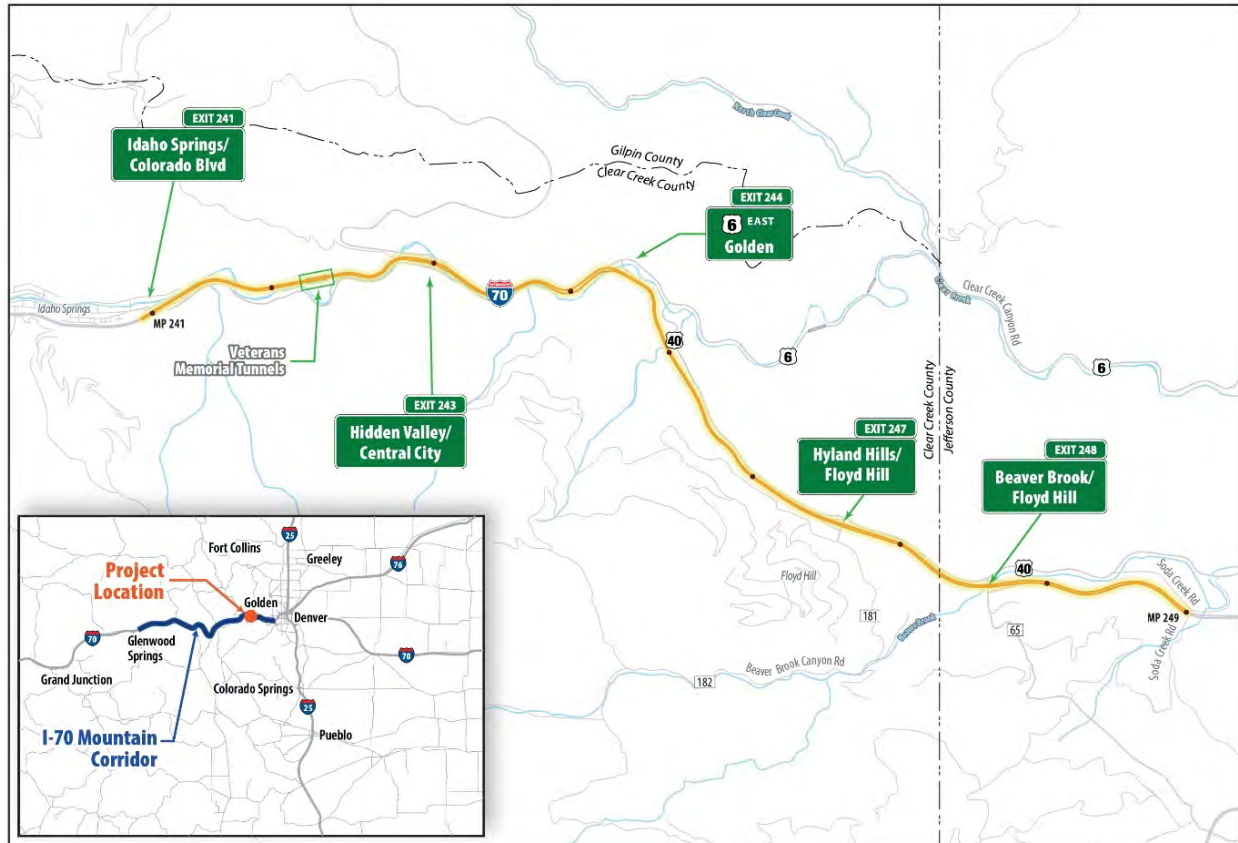 North Clear Creek
EXIT 241
Idaho Springs/
Colorado Blvd
Gilpin County
Clear Creek County
EXIT 244
6 EAST
Golden
Clear Creek
Clear Creek Canyon Rd
INTERSTATE
70
Idaho Springs
MP 241
Veterans
Memorial Tunnels
40
6
6
EXIT 243
Hidden Valley/
Central City
EXIT 247
Hyland Hills/
Floyd Hill
Clear Creek County
Jefferson County
EXIT 248
Beaver Brook/
Floyd Hill
40
Soda Creek Rd
Floyd Hill
181
Beaver Brook
65
MP 249
Soda Creek Rd
Beaver Brook Canyon Rd
182
25
Fort Collins
Greeley
76
Project
Location
Golden
Denver
70
Glenwood
Springs
70
Grand Junction
Colorado Springs
25
I-70 Mountain
Corridor
Pueblo